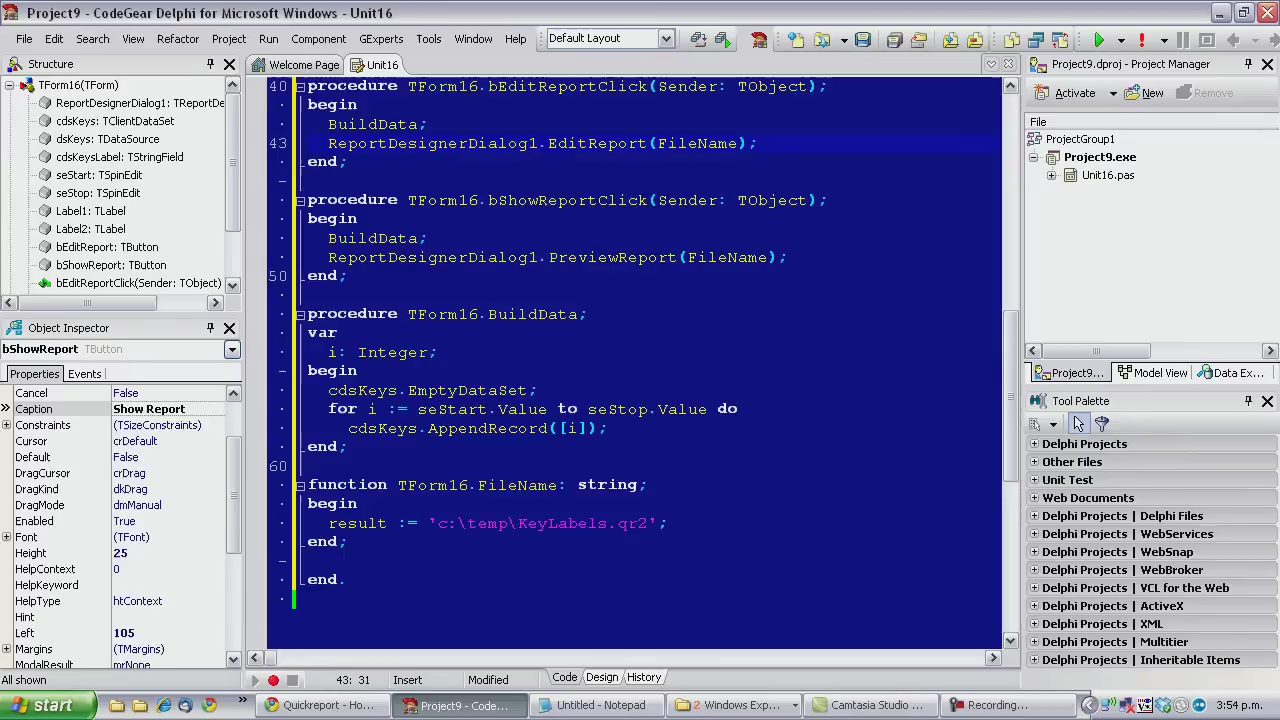 Project9 - CodeGear Delphi for Microsoft Windows - Unit16
File Edit Search View Refactor Project Run Component GExperts Tools Window Help Default Layout
Structure
TForm16(TForm)
ReportDesignerDialog1: TReportDe
cdsKeys: TClientDataSet
dsKeys: TDataSource
cdsKeysLabel: TStringField
seStart: TSpinEdit
seStop: TSpinEdit
Label1: TLabel
Label2: TLabel
bEditReport: TButton
bShowReport: TButton
bEditReportClick(Sender: TObject)
Object Inspector
bShowReport TButton
Properties Events
Cancel False
Caption Show Report
Constraints (TSizeConstraints)
Cursor crDefault
Default False
DragCursor crDrag
DragKind dkDrag
DragMode dmManual
Enabled True
Font (TFont)
Height 25
HelpContext 0
HelpKeyword
HelpType htContext
Hint
Left 105
Margins (TMargins)
ModalResult mrNone
All shown
Welcome Page Unit16
40 procedure TForm16.bEditReportClick(Sender: TObject);
begin
BuildData;
43 ReportDesignerDialog1.EditReport(FileName);
end;
procedure TForm16.bShowReportClick(Sender: TObject);
begin
BuildData;
ReportDesignerDialog1.PreviewReport(FileName);
50 end;
procedure TForm16.BuildData;
var
i: Integer;
begin
cdsKeys.EmptyDataSet;
for i := seStart.Value to seStop.Value do
cdsKeys.AppendRecord([i]);
end;
60
function TForm16.FileName: string;
begin
result := 'c:\temp\KeyLabels.qr2';
end;
end.
43: 31 Insert Modified Code Design History
Project9.dproj - Project Manager
Activate New Remove
File
ProjectGroup1
Project9.exe
Unit16.pas
Project9... Model View Data Ex...
Tool Palette
Delphi Projects
Other Files
Unit Test
Web Documents
Delphi Projects | Delphi Files
Delphi Projects | WebServices
Delphi Projects | WebSnap
Delphi Projects | WebBroker
Delphi Projects | VCL for the Web
Delphi Projects | ActiveX
Delphi Projects | XML
Delphi Projects | Multitier
Delphi Projects | Inheritable Items
start Quickreport - Ho... Project9 - Code... Untitled - Notepad 2 Windows Exp... Camtasia Studio ... Recording... 3:54 p.m.